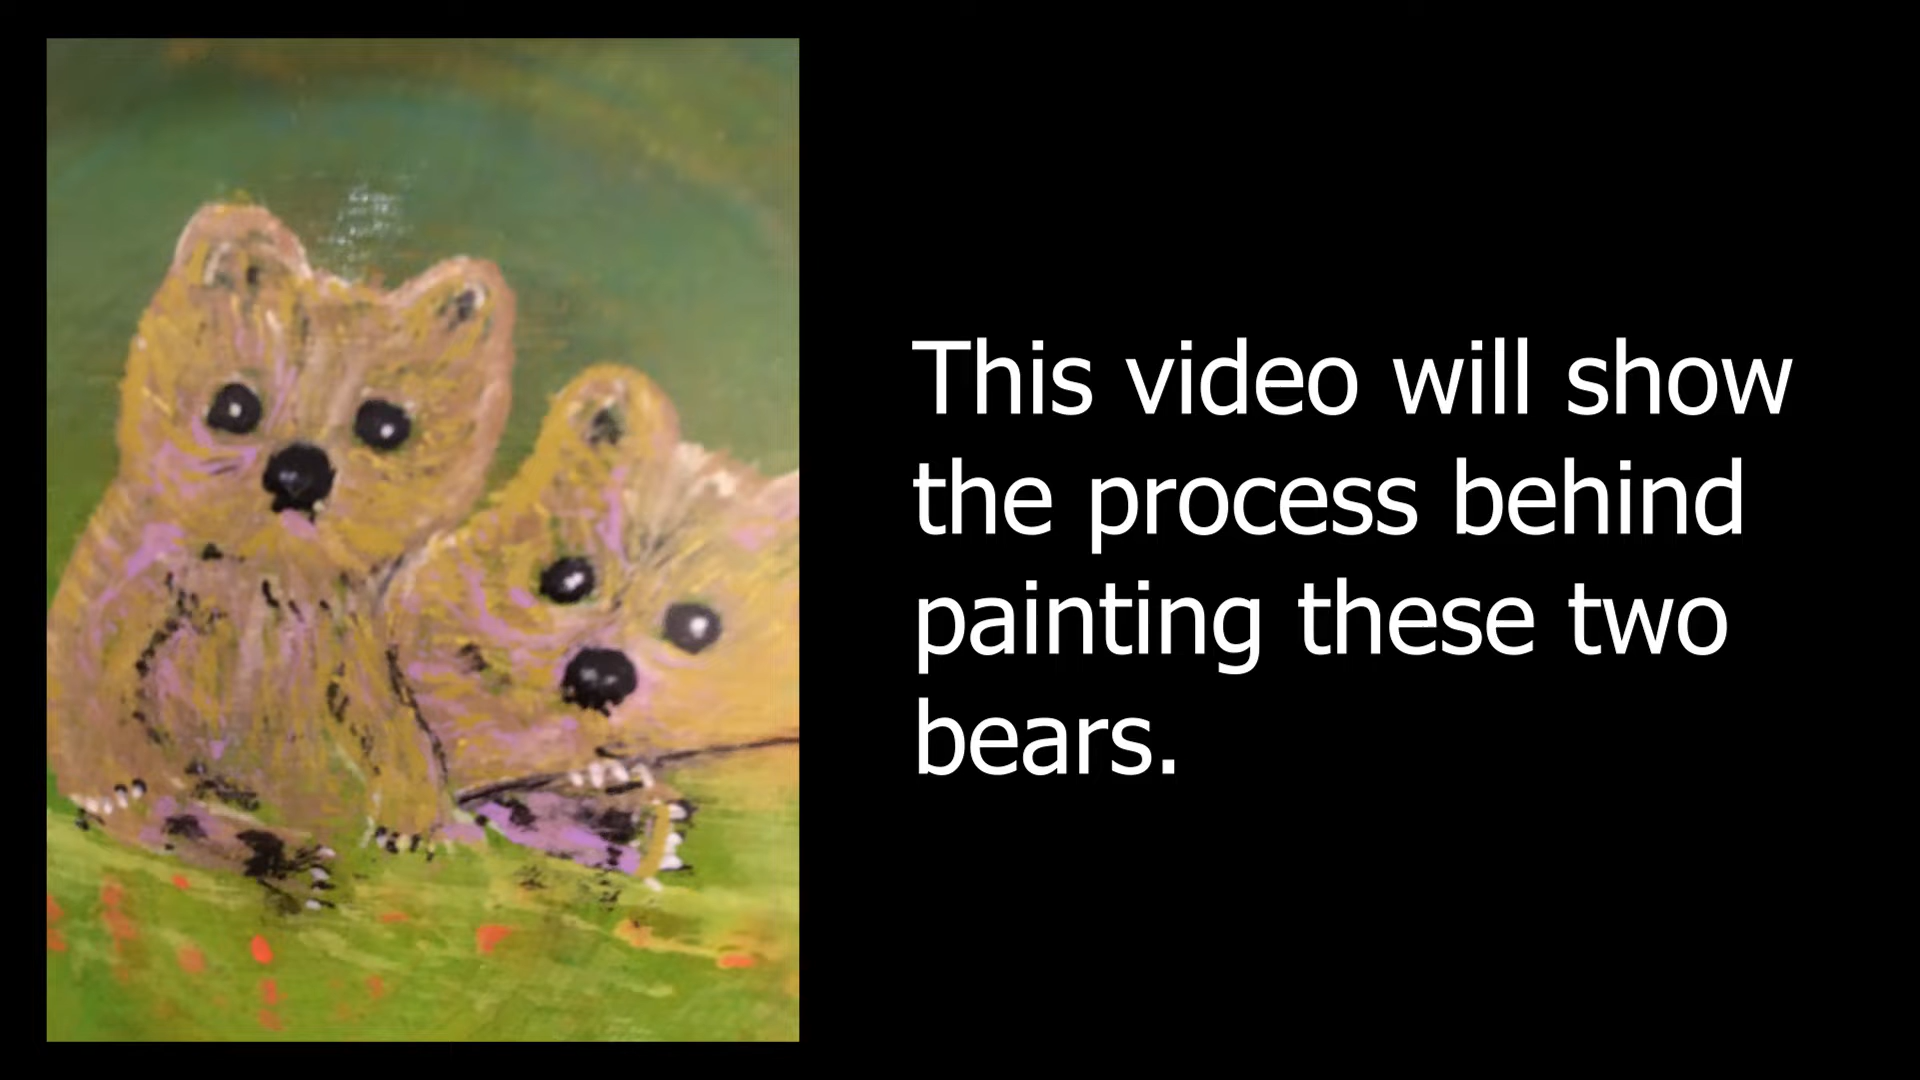 This video will show
the process behind
painting these two
bears.